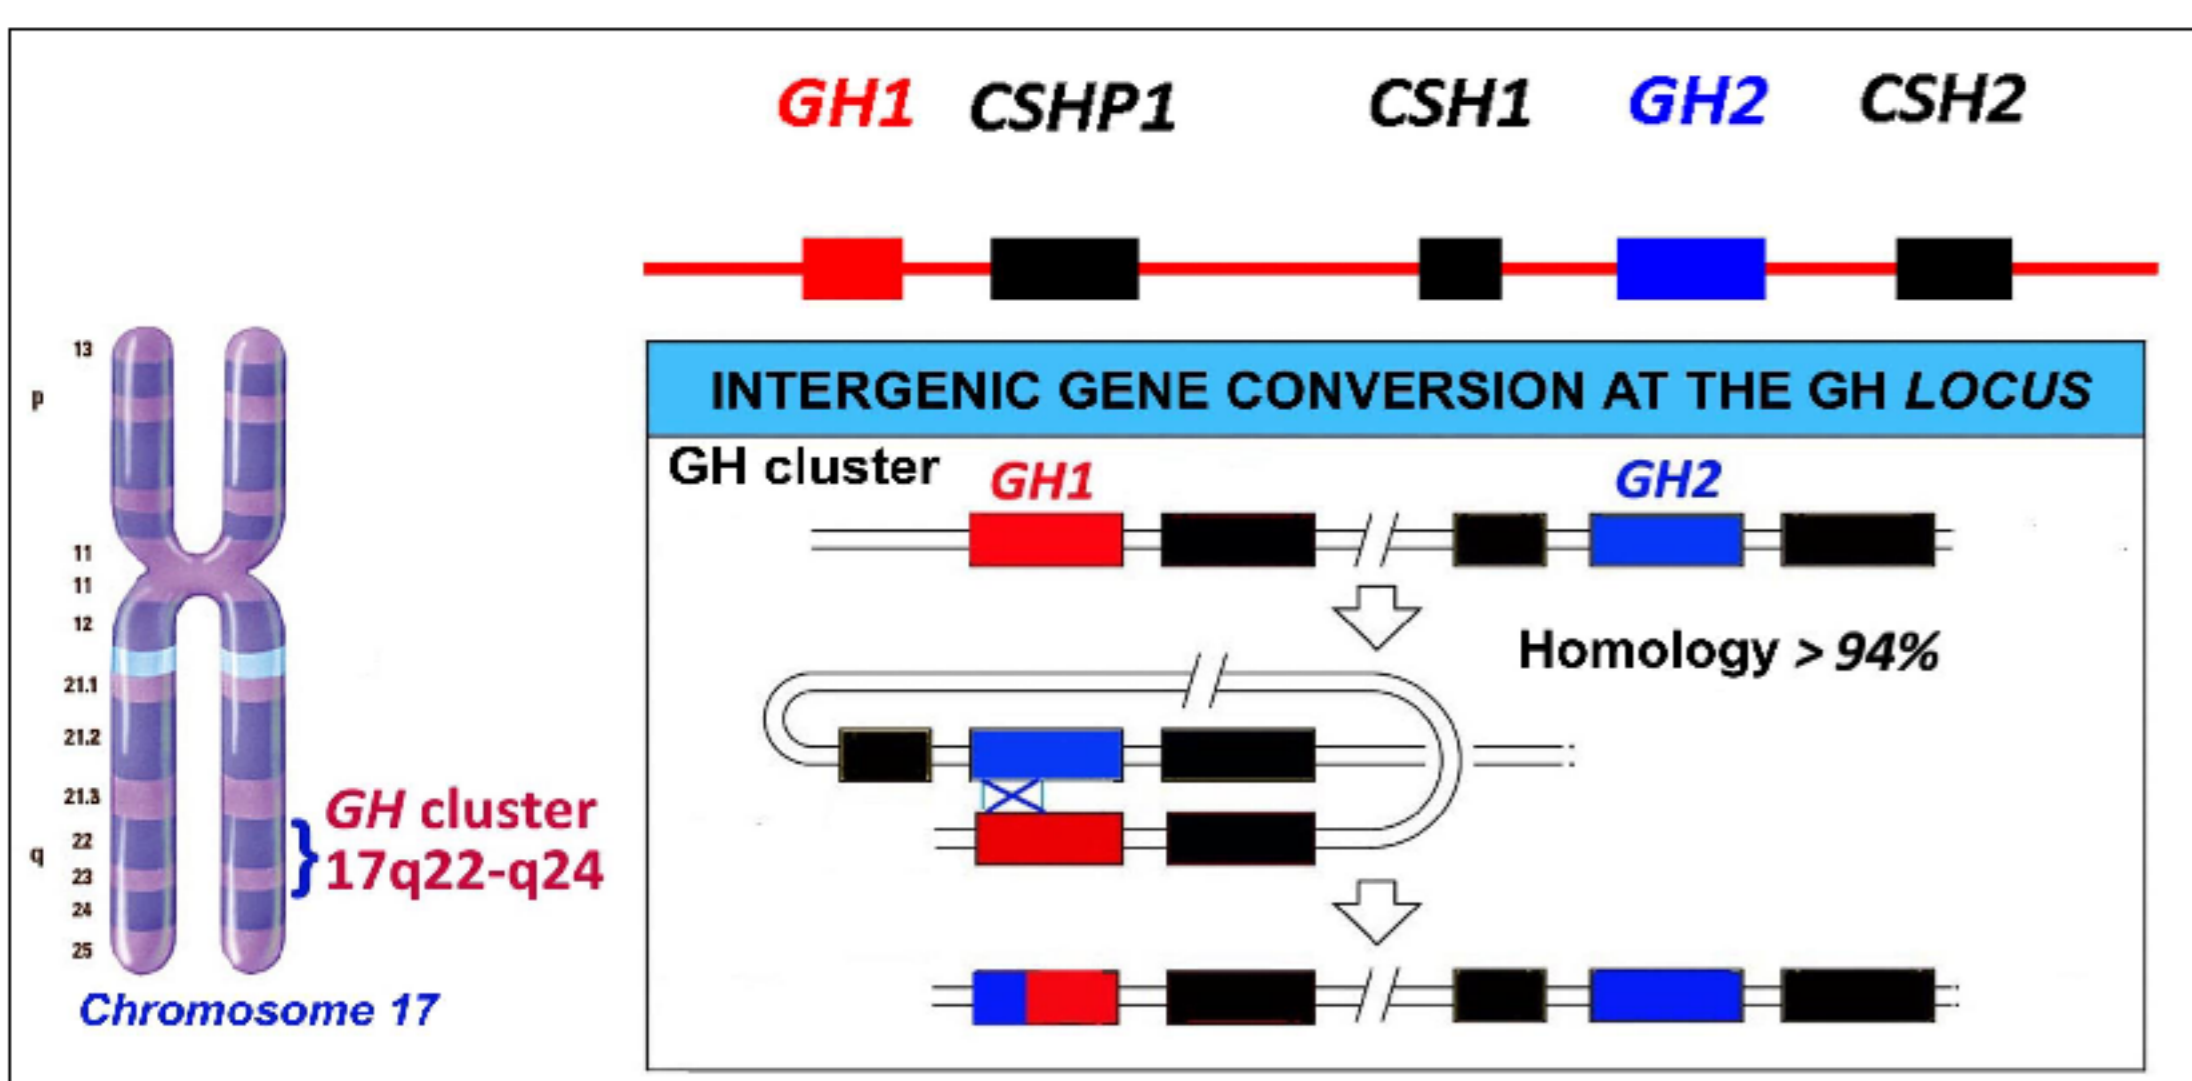 GH1 CSHP1 CSH1 GH2 CSH2
INTERGENIC GENE CONVERSION AT THE GH LOCUS
GH cluster
GH1
GH2
Homology > 94%
13
p
11
11
12
21.1
21.2
21.3
22
q
23
24
25
GH cluster
17q22-q24
Chromosome 17